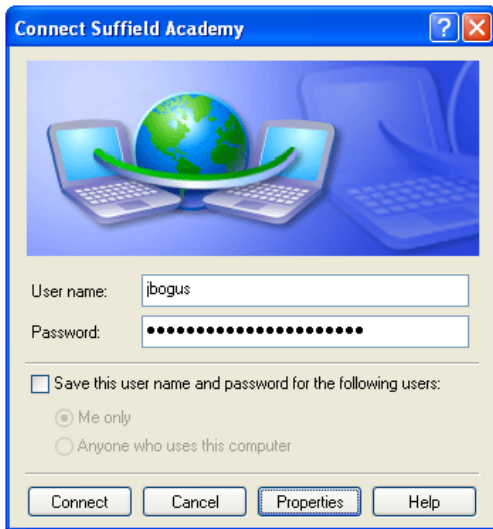 Connect Suffield Academy
User name: jbogus
Password: ●●●●●●●●●●●●●●●●●●●●●●
Save this user name and password for the following users:
Me only
Anyone who uses this computer
Connect Cancel Properties Help